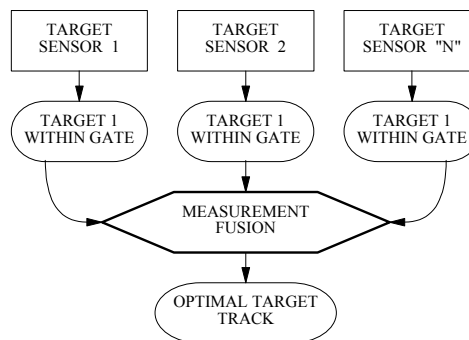 TARGET
SENSOR 1
TARGET
SENSOR 2
TARGET
SENSOR "N"
TARGET 1
WITHIN GATE
TARGET 1
WITHIN GATE
TARGET 1
WITHIN GATE
MEASUREMENT
FUSION
OPTIMAL TARGET
TRACK